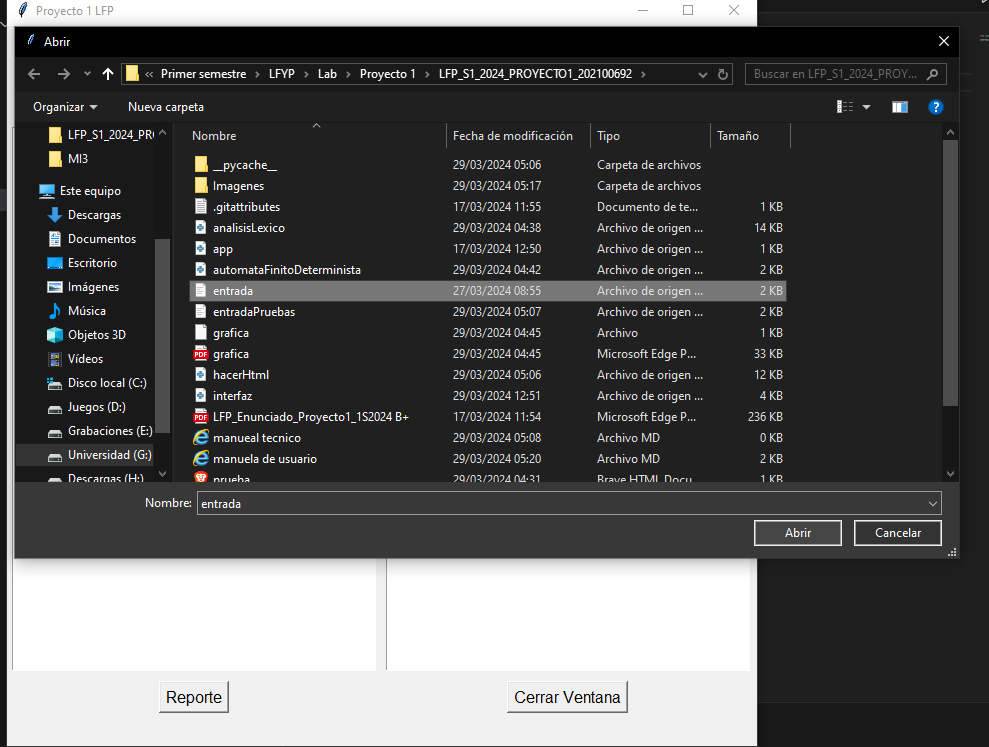 Proyecto 1 LFP
Abrir
« Primer semestre › LFYP › Lab › Proyecto 1 › LFP_S1_2024_PROYECTO1_202100692 ›
Buscar en LFP_S1_2024_PROY...
Organizar
Nueva carpeta
LFP_S1_2024_PR
MI3
Este equipo
Descargas
Documentos
Escritorio
Imágenes
Música
Objetos 3D
Vídeos
Disco local (C:)
Juegos (D:)
Grabaciones (E:)
Universidad (G:)
Descargas (H:)
Nombre Fecha de modificación Tipo Tamaño
__pycache__ 29/03/2024 05:06 Carpeta de archivos
Imagenes 29/03/2024 05:17 Carpeta de archivos
.gitattributes 17/03/2024 11:55 Documento de te... 1 KB
analisisLexico 29/03/2024 04:38 Archivo de origen ... 14 KB
app 17/03/2024 12:50 Archivo de origen ... 1 KB
automataFinitoDeterminista 29/03/2024 04:42 Archivo de origen ... 2 KB
entrada 27/03/2024 08:55 Archivo de origen ... 2 KB
entradaPruebas 29/03/2024 05:07 Archivo de origen ... 2 KB
grafica 29/03/2024 04:45 Archivo 1 KB
grafica 29/03/2024 04:45 Microsoft Edge P... 33 KB
hacerHtml 29/03/2024 05:06 Archivo de origen ... 12 KB
interfaz 29/03/2024 12:51 Archivo de origen ... 4 KB
LFP_Enunciado_Proyecto1_1S2024 B+ 17/03/2024 11:54 Microsoft Edge P... 236 KB
manueal tecnico 29/03/2024 05:08 Archivo MD 0 KB
manuela de usuario 29/03/2024 05:20 Archivo MD 2 KB
prueba 29/03/2024 04:31 Brave HTML Docu... 1 KB
Nombre: entrada
Abrir
Cancelar
Reporte
Cerrar Ventana